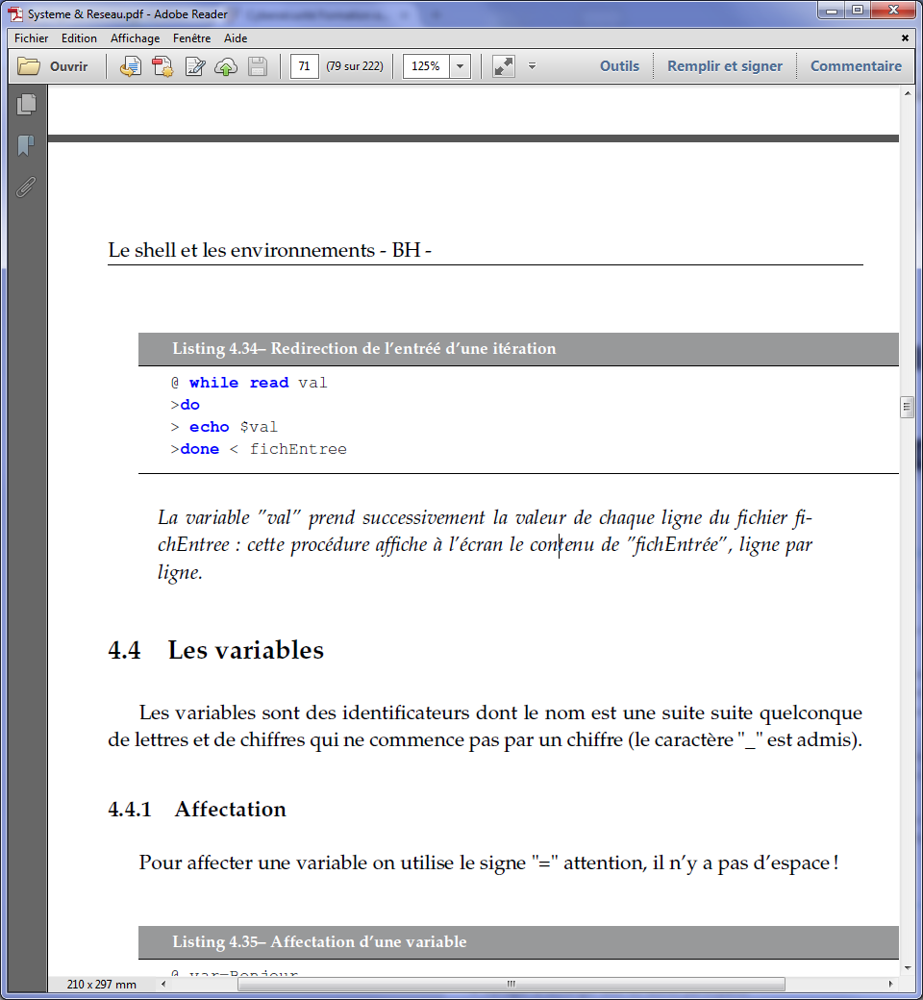 Systeme & Reseau.pdf - Adobe Reader
Fichier Edition Affichage Fenêtre Aide
Ouvrir 71 (79 sur 222) 125% Outils Remplir et signer Commentaire
Le shell et les environnements - BH -
Listing 4.34– Redirection de l'entréé d'une itération
@ while read val
>do
> echo $val
>done < fichEntree
La variable "val" prend successivement la valeur de chaque ligne du fichier fi-
chEntree : cette procédure affiche à l'écran le contenu de "fichEntrée", ligne par
ligne.
4.4 Les variables
Les variables sont des identificateurs dont le nom est une suite suite quelconque
de lettres et de chiffres qui ne commence pas par un chiffre (le caractère "_" est admis).
4.4.1 Affectation
Pour affecter une variable on utilise le signe "=" attention, il n'y a pas d'espace !
Listing 4.35– Affectation d'une variable
@ var=Bonjour
210 x 297 mm